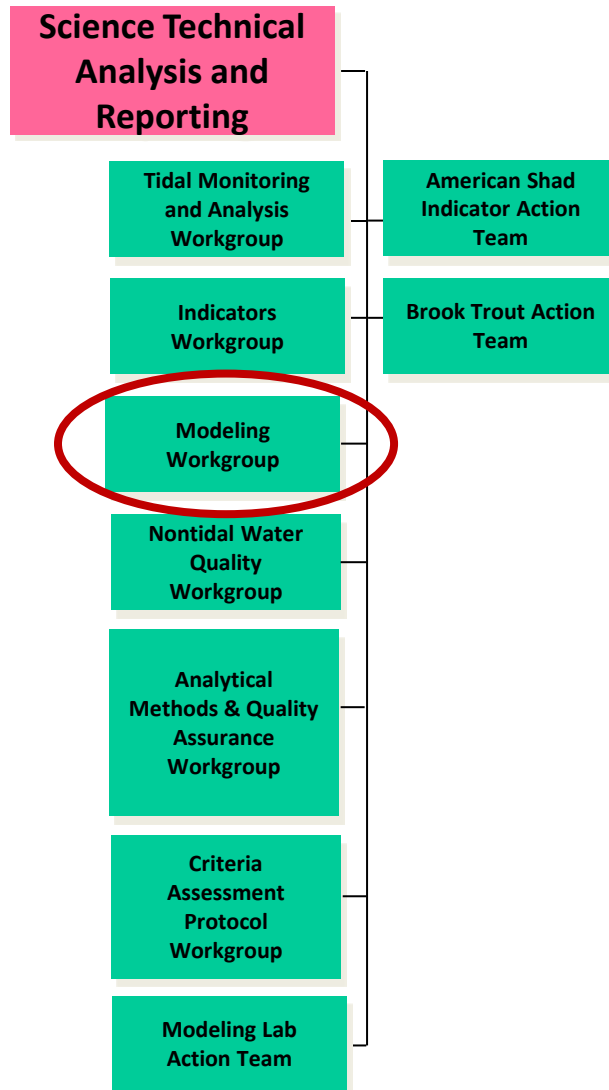 Science Technical
Analysis and
Reporting
Tidal Monitoring
and Analysis
Workgroup
American Shad
Indicator Action
Team
Indicators
Workgroup
Brook Trout Action
Team
Modeling
Workgroup
Nontidal Water
Quality
Workgroup
Analytical
Methods & Quality
Assurance
Workgroup
Criteria
Assessment
Protocol
Workgroup
Modeling Lab
Action Team